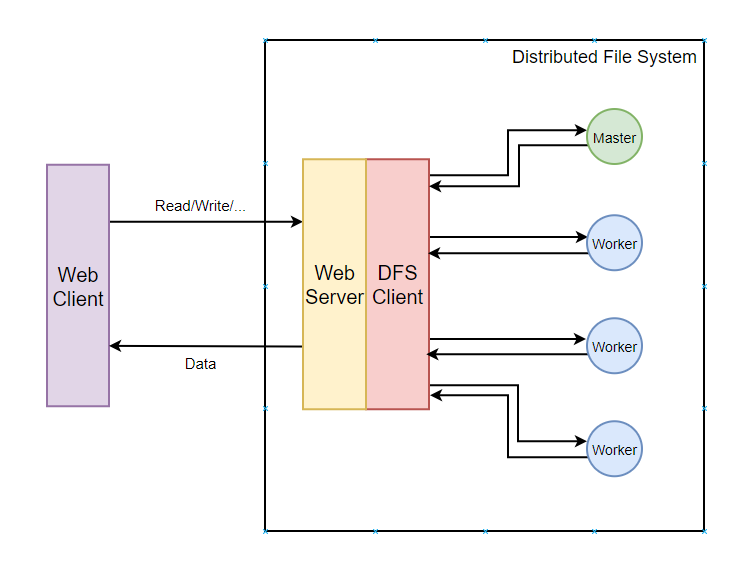 Distributed File System
Master
Read/Write/...
Worker
Web
Client
Web
Server
DFS
Client
Worker
Data
Worker